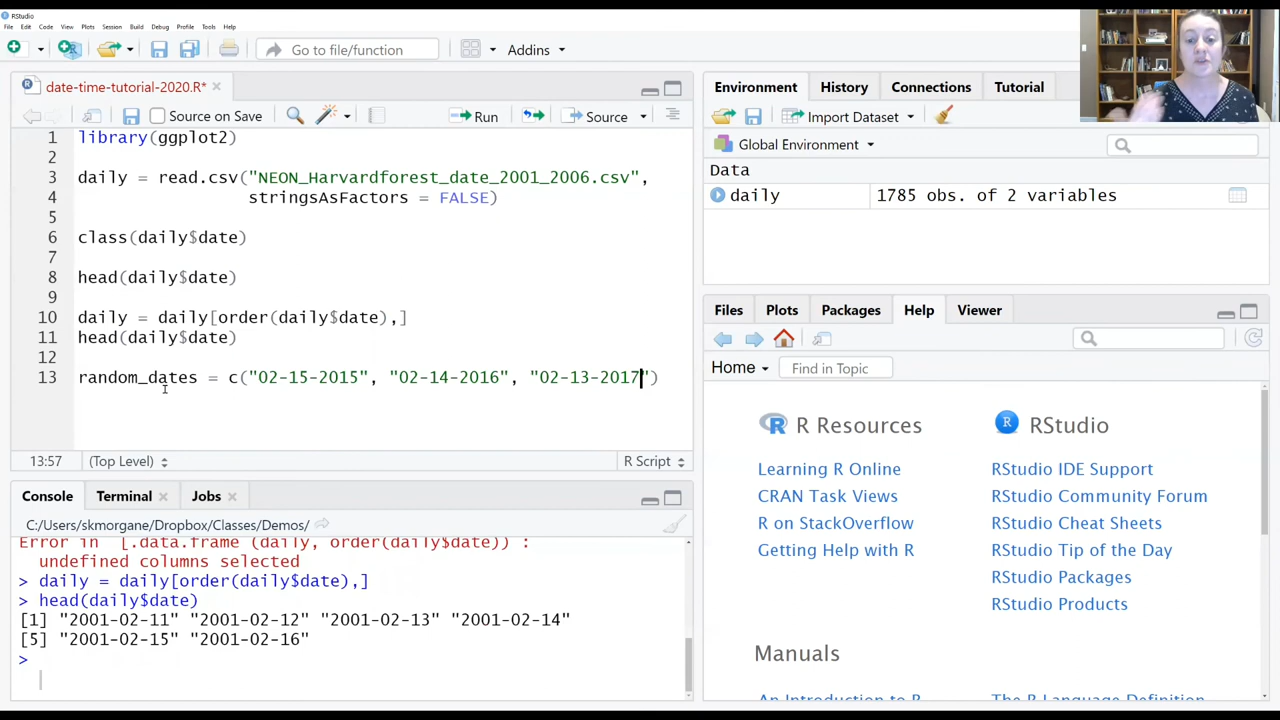 RStudio
File Edit Code View Plots Session Build Debug Profile Tools Help
Go to file/function Addins
date-time-tutorial-2020.R*
Source on Save Run Source
1 library(ggplot2)
2
3 daily = read.csv("NEON_Harvardforest_date_2001_2006.csv",
4 stringsAsFactors = FALSE)
5
6 class(daily$date)
7
8 head(daily$date)
9
10 daily = daily[order(daily$date),]
11 head(daily$date)
12
13 random_dates = c("02-15-2015", "02-14-2016", "02-13-2017")
13:57 (Top Level) R Script
Console Terminal Jobs
C:/Users/skmorgane/Dropbox/Classes/Demos/
Error in `[.data.frame`(daily, order(daily$date)) :
undefined columns selected
> daily = daily[order(daily$date),]
> head(daily$date)
[1] "2001-02-11" "2001-02-12" "2001-02-13" "2001-02-14"
[5] "2001-02-15" "2001-02-16"
>
Environment History Connections Tutorial
Import Dataset
Global Environment
Data
daily 1785 obs. of 2 variables
Files Plots Packages Help Viewer
Home Find in Topic
R Resources
Learning R Online
CRAN Task Views
R on StackOverflow
Getting Help with R
RStudio
RStudio IDE Support
RStudio Community Forum
RStudio Cheat Sheets
RStudio Tip of the Day
RStudio Packages
RStudio Products
Manuals
An Introduction to R
The R Language Definition